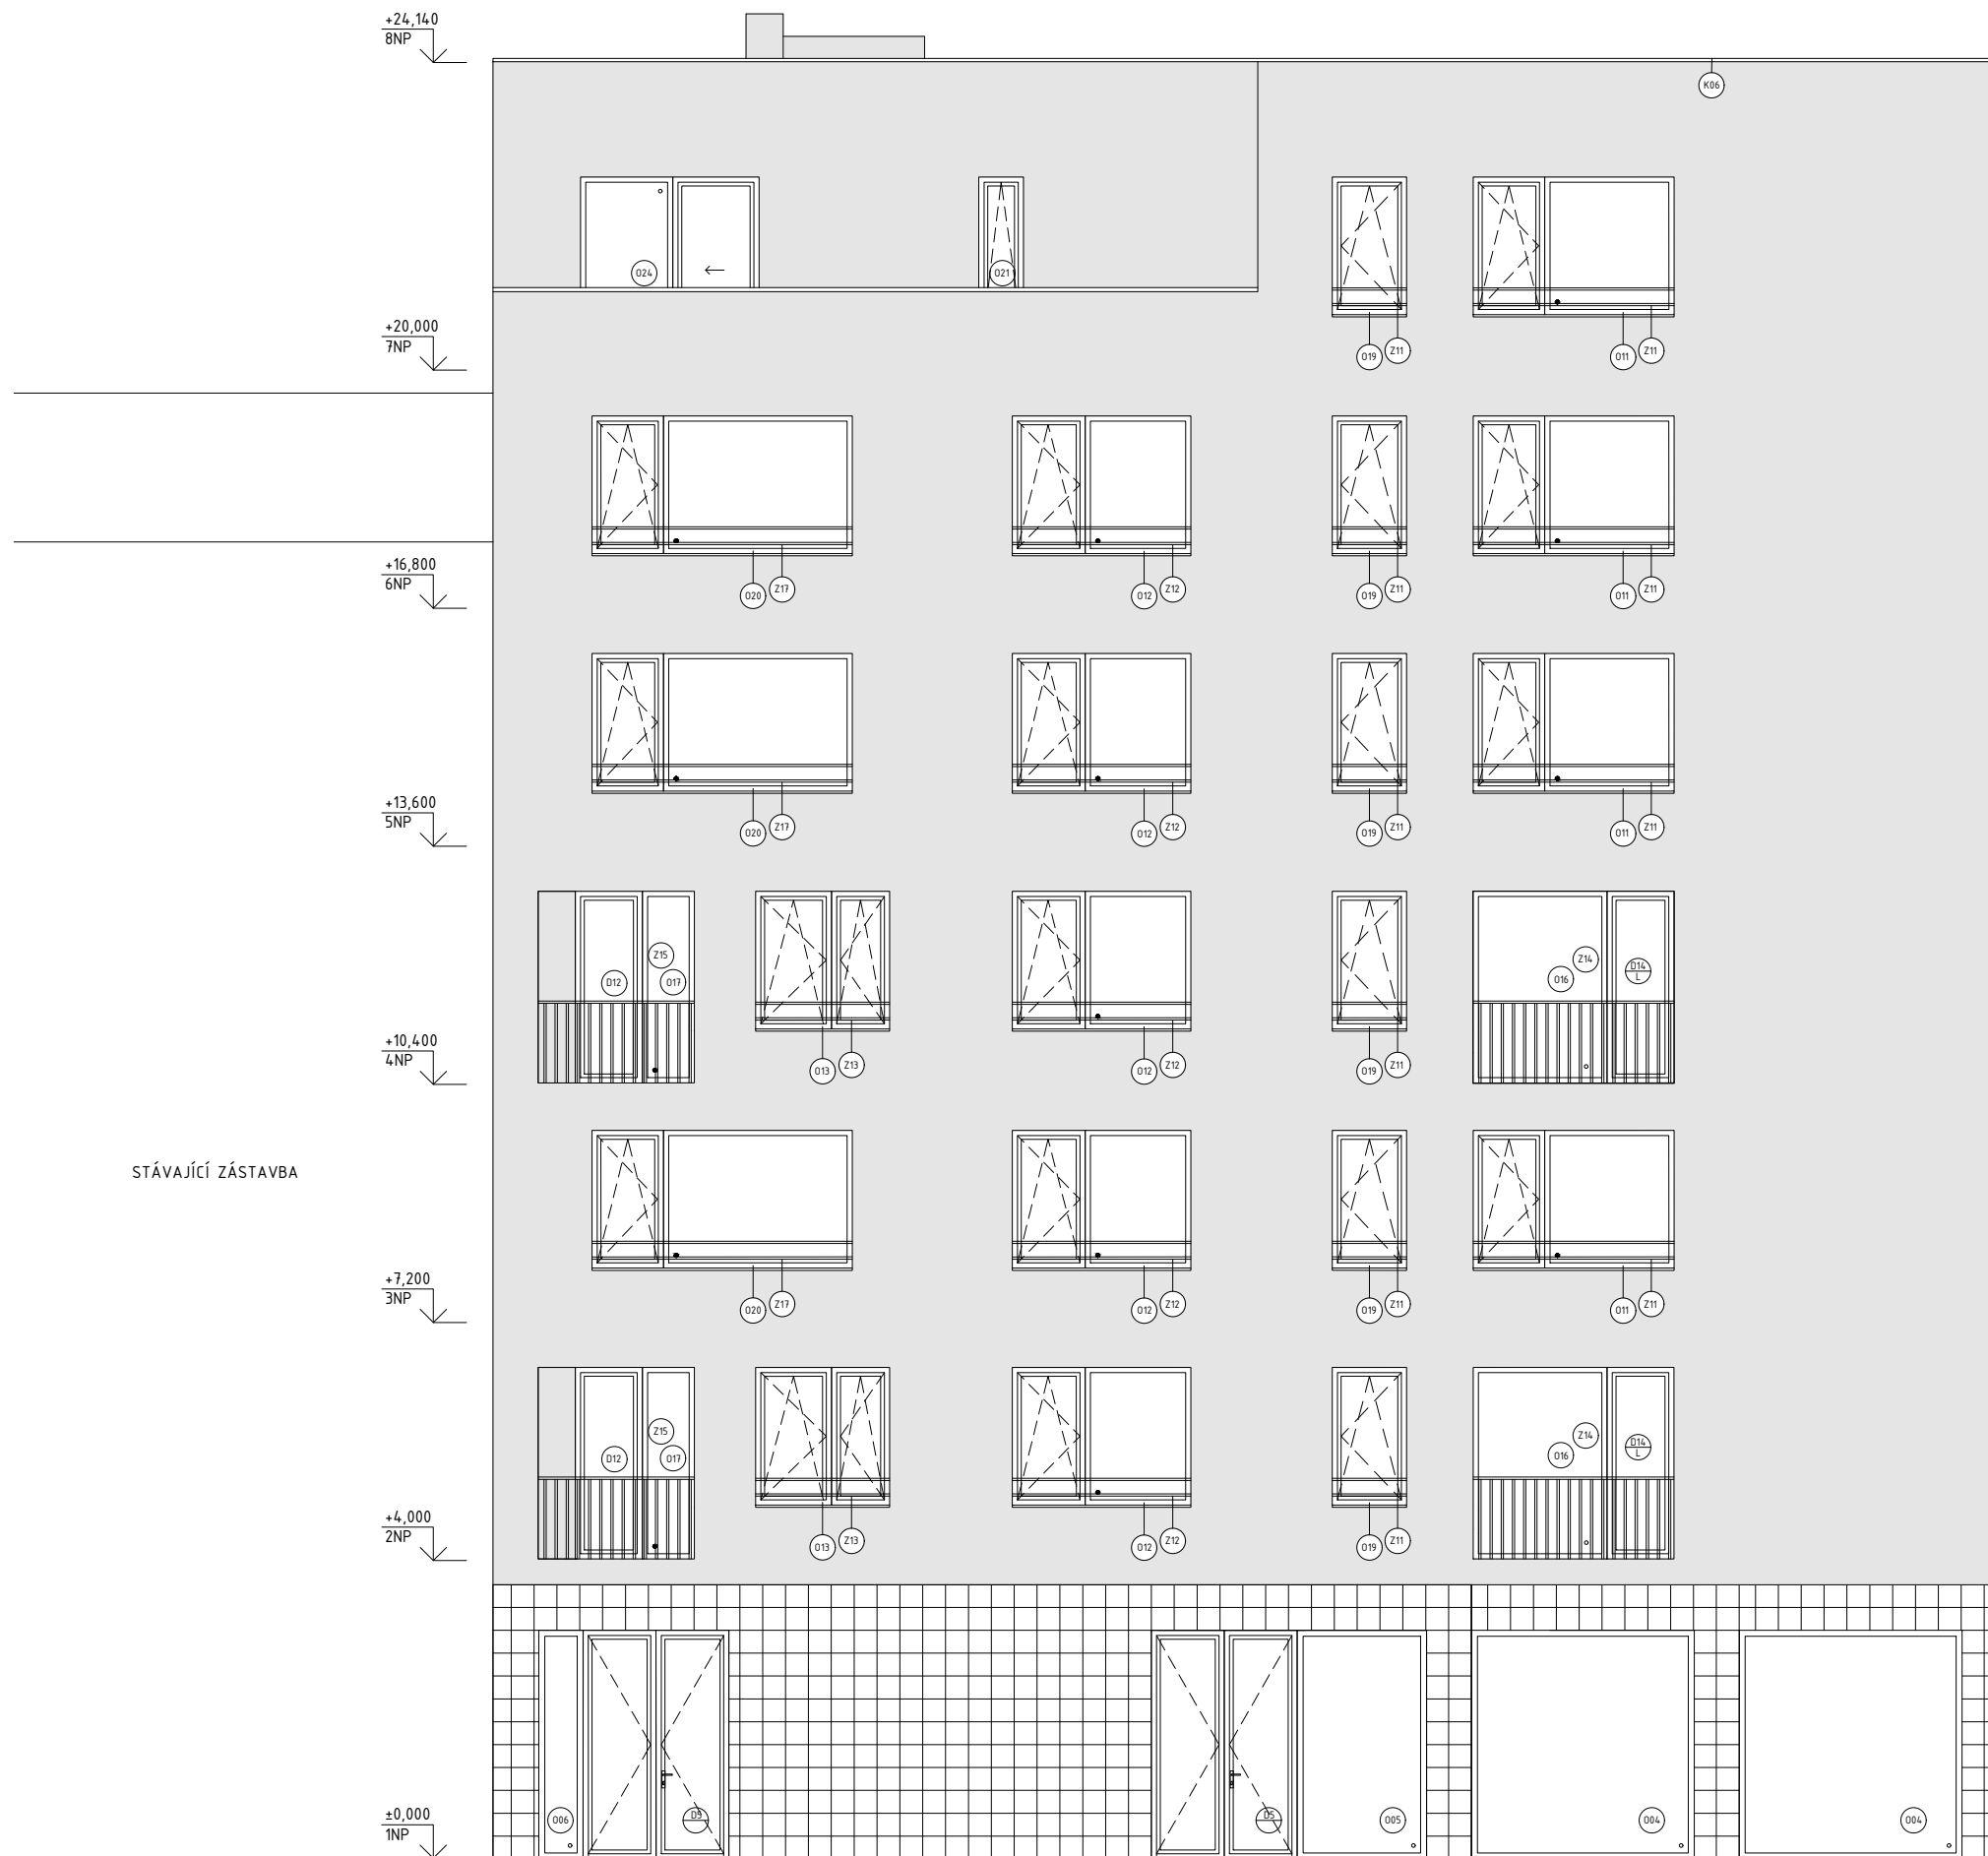 +24,140
8NP
K06
O24
O21
+20,000
7NP
O19 Z11 O11 Z11
+16,800
6NP
O20 Z17 O12 Z12 O19 Z11 O11 Z11
+13,600
5NP
O20 Z17 O12 Z12 O19 Z11 O11 Z11
Z15 Z14
D12 O17 O16 D14
L
+10,400
4NP
O13 Z13 O12 Z12 O19 Z11
STÁVAJÍCÍ ZÁSTAVBA
+7,200
3NP
O20 Z17 O12 Z12 O19 Z11 O11 Z11
Z15 Z14
D12 O17 O16 D14
L
+4,000
2NP
O13 Z13 O12 Z12 O19 Z11
±0,000
1NP
O06 D9 D5 O05 O04 O04